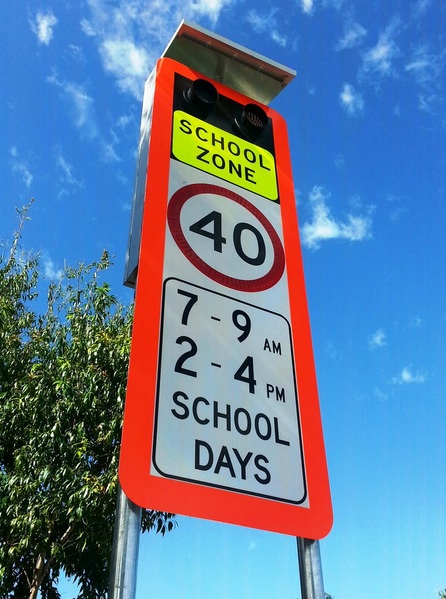 SCHOOL
ZONE
40
7-9 AM
2-4 PM
SCHOOL
DAYS